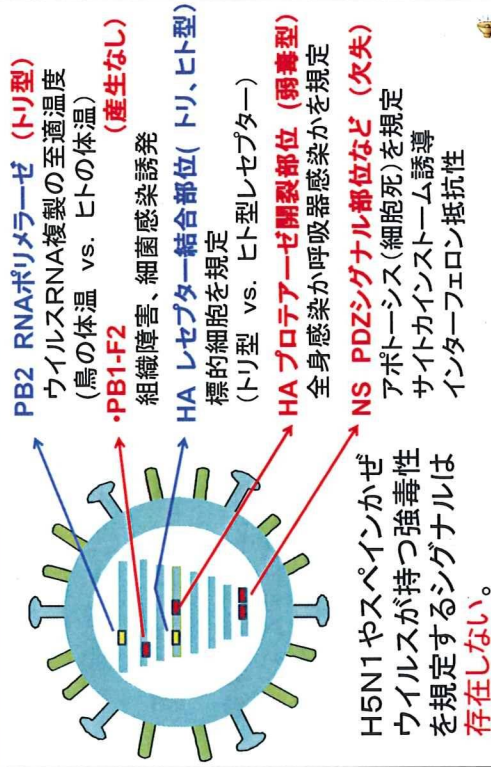 PB2 RNAポリメラーゼ (トリ型)
ウイルスRNA複製の至適温度
(鳥の体温 vs. ヒトの体温)
・PB1-F2 (産生なし)
組織障害、細菌感染誘発
HA レセプター結合部位( トリ、ヒト型)
標的細胞を規定
(トリ型 vs. ヒト型レセプター)
HA プロテアーゼ開裂部位 (弱毒型)
全身感染か呼吸器感染かを規定
NS PDZシグナル部位など (欠失)
アポトーシス(細胞死)を規定
サイトカインストーム誘導
インターフェロン抵抗性
H5N1やスペインかぜ
ウイルスが持つ強毒性
を規定するシグナルは
存在しない。